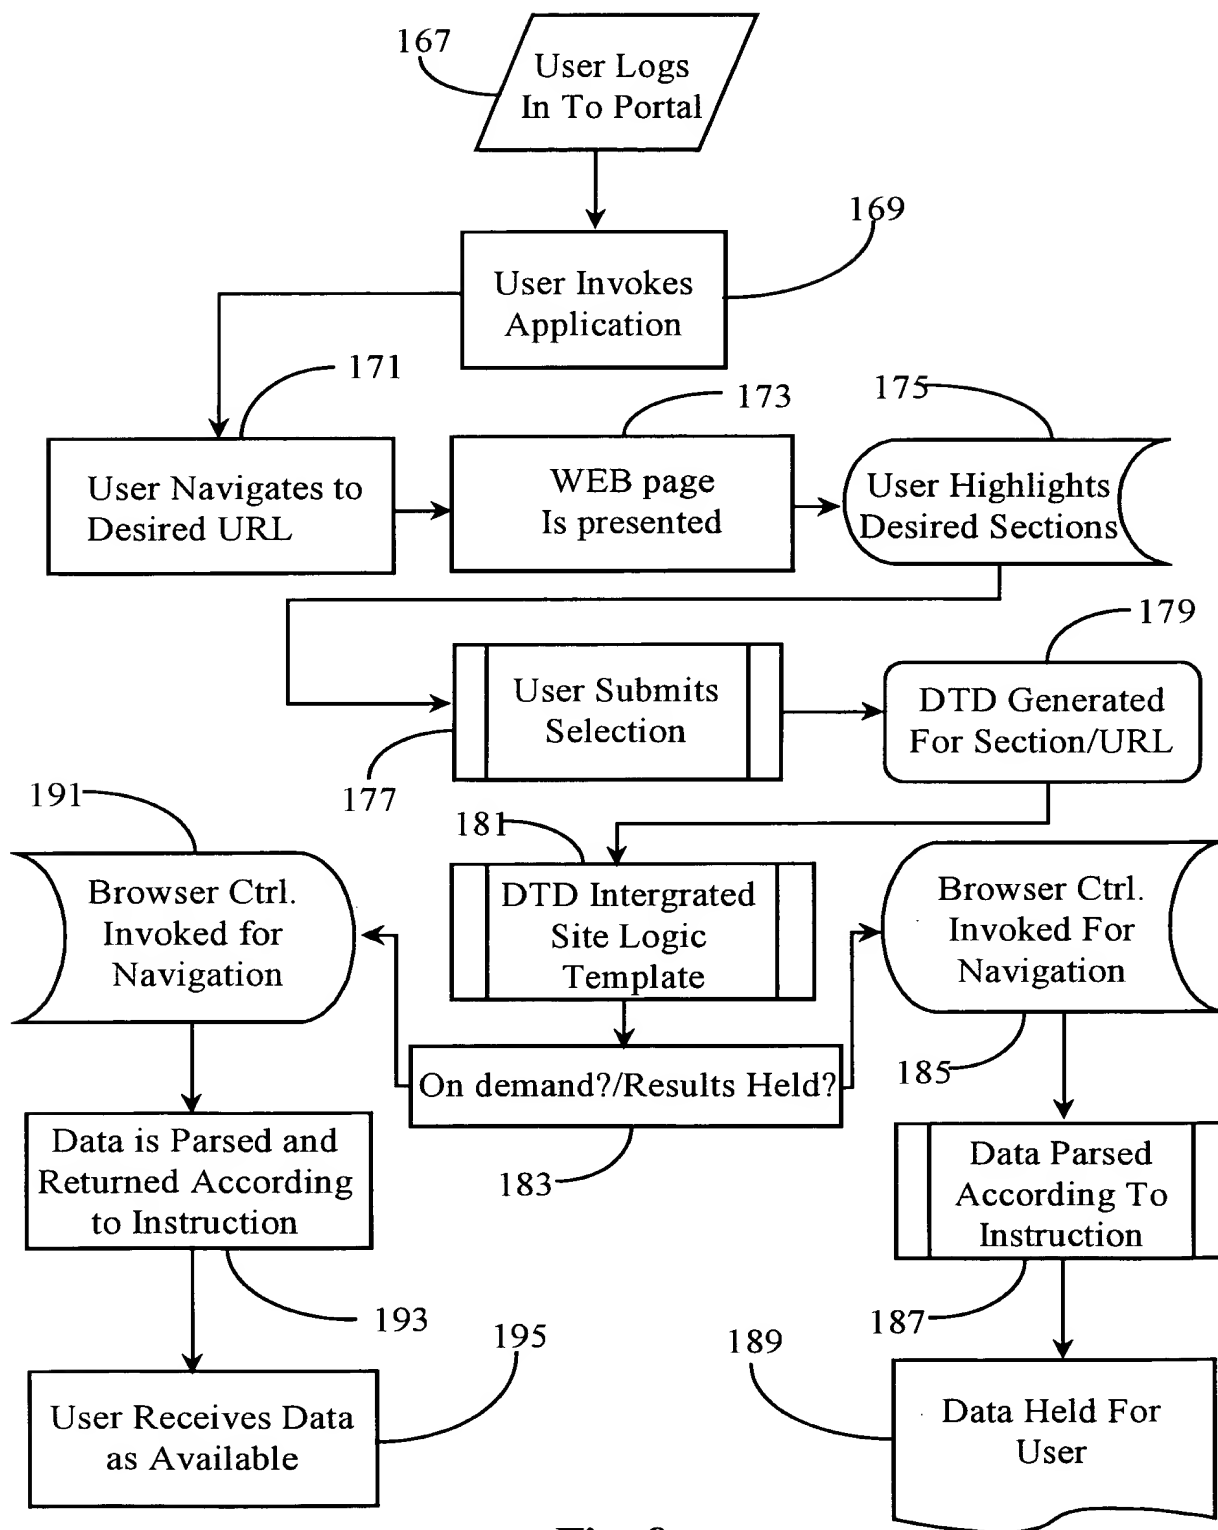 167
User Logs
In To Portal
169
User Invokes
Application
171
173
175
User Navigates to
Desired URL
WEB page
Is presented
User Highlights
Desired Sections
179
User Submits
Selection
DTD Generated
For Section/URL
177
191
181
Browser Ctrl.
Invoked for
Navigation
DTD Intergrated
Site Logic
Template
Browser Ctrl.
Invoked For
Navigation
On demand?/Results Held?
185
183
Data is Parsed and
Returned According
to Instruction
Data Parsed
According To
Instruction
193
187
195
189
User Receives Data
as Available
Data Held For
User